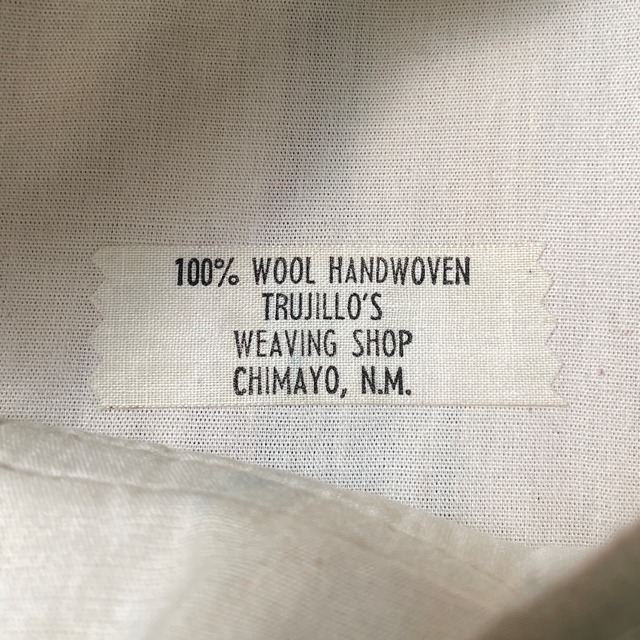 100% WOOL HANDWOVEN
TRUJILLO'S
WEAVING SHOP
CHIMAYO, N.M.